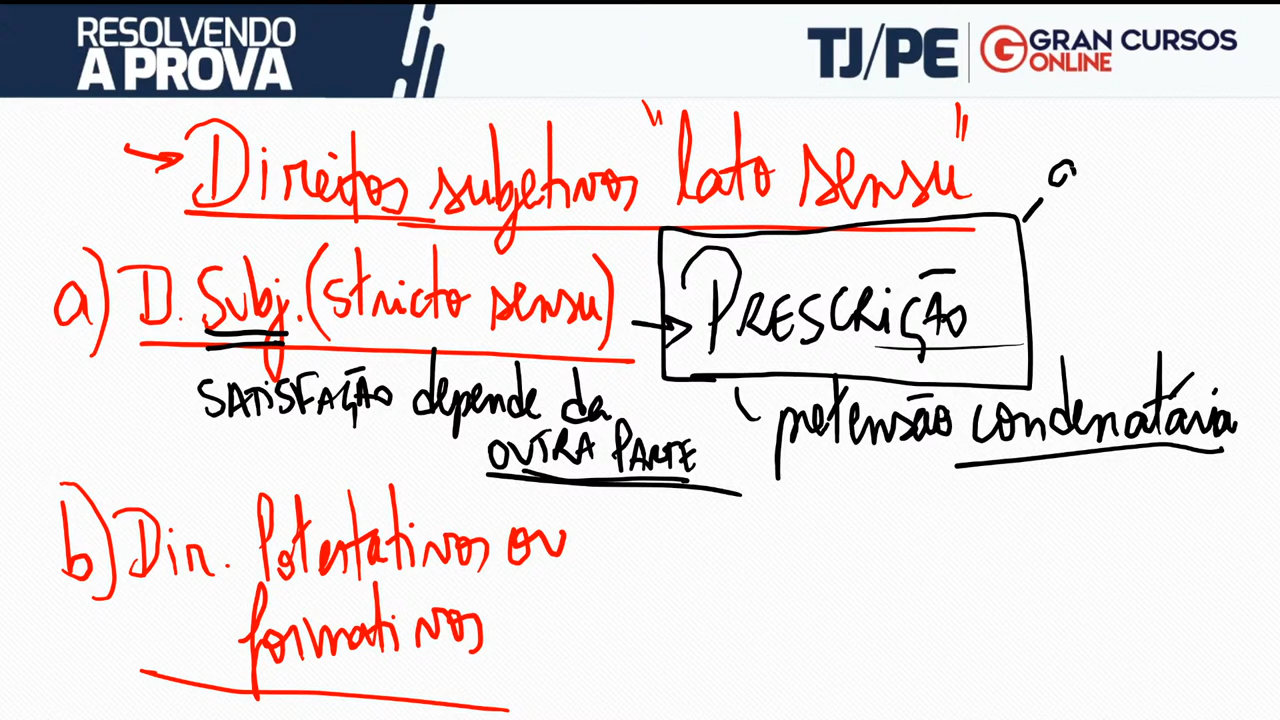 RESOLVENDO
A PROVA
TJ/PE
GRAN CURSOS
ONLINE
→ Direitos subjetivos "lato sensu"
a) D. Subj. (stricto sensu) → PRESCRIÇÃO
SATISFAÇÃO depende da
OUTRA PARTE
pretensão condenatária
b) Dir. Potestativos ou
formativos